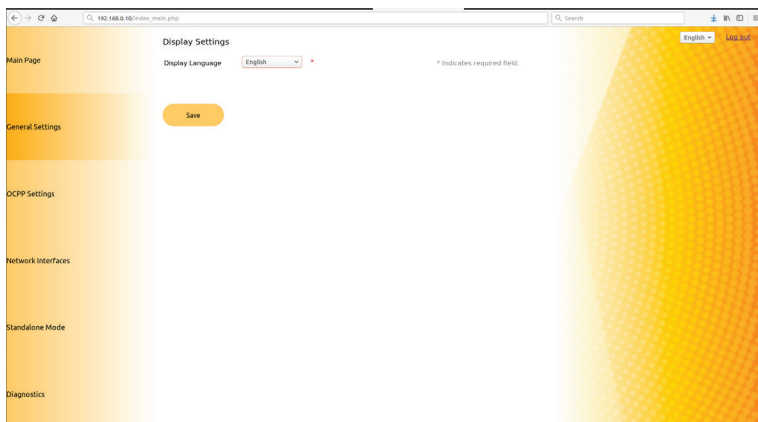 192.168.0.10/index_main.php
Search
English
Log out
Main Page
General Settings
OCPP Settings
Network Interfaces
Standalone Mode
Diagnostics
Display Settings
Display Language English *
* Indicates required field.
Save